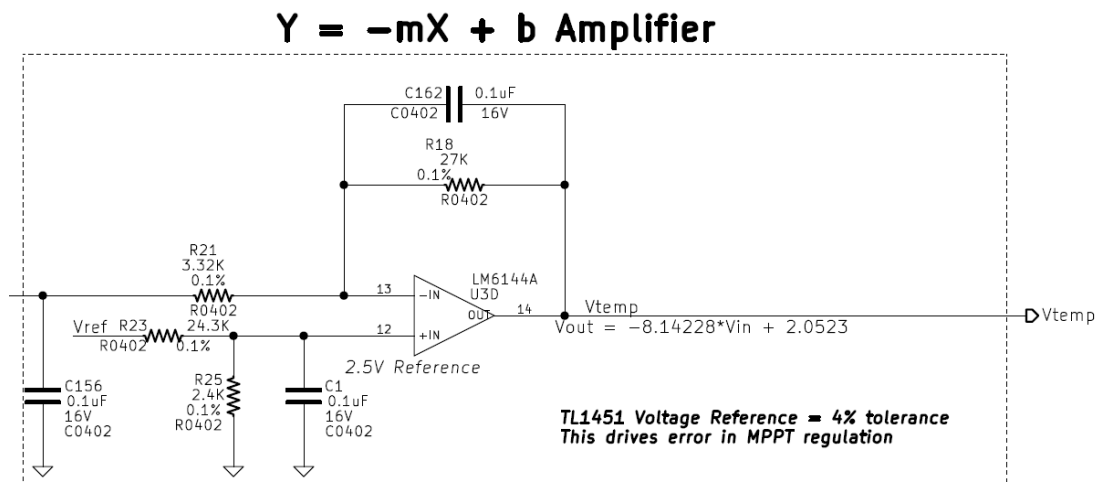 Y = -mX + b Amplifier
C162
0.1uF
C0402
16V
R18
27K
0.1%
R0402
R21
3.32K
0.1%
R0402
LM6144A
U3D
13
-IN
OUT
14
12
+IN
Vtemp
Vout = -8.14228*Vin + 2.0523
Vtemp
Vref
R23
24.3K
R0402
0.1%
2.5V Reference
C156
0.1uF
16V
C0402
R25
2.4K
0.1%
R0402
C1
0.1uF
16V
C0402
TL1451 Voltage Reference = 4% tolerance
This drives error in MPPT regulation